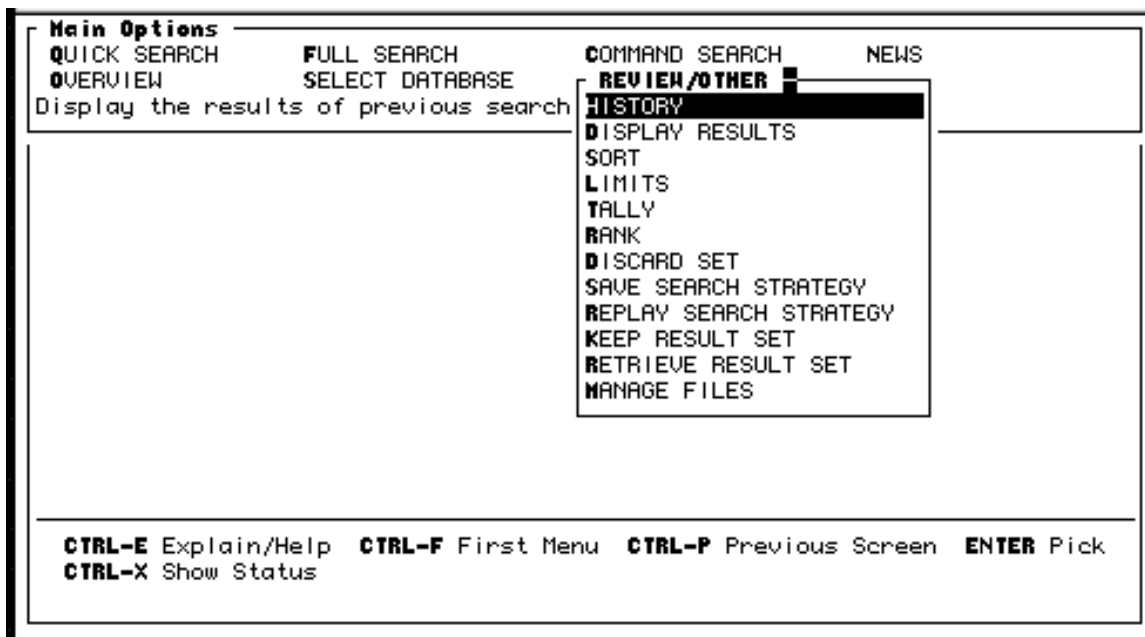 Main Options
QUICK SEARCH FULL SEARCH COMMAND SEARCH NEWS
OVERVIEW SELECT DATABASE REVIEW/OTHER
Display the results of previous search
HISTORY
DISPLAY RESULTS
SORT
LIMITS
TALLY
RANK
DISCARD SET
SAVE SEARCH STRATEGY
REPLAY SEARCH STRATEGY
KEEP RESULT SET
RETRIEVE RESULT SET
MANAGE FILES
CTRL-E Explain/Help CTRL-F First Menu CTRL-P Previous Screen ENTER Pick
CTRL-X Show Status